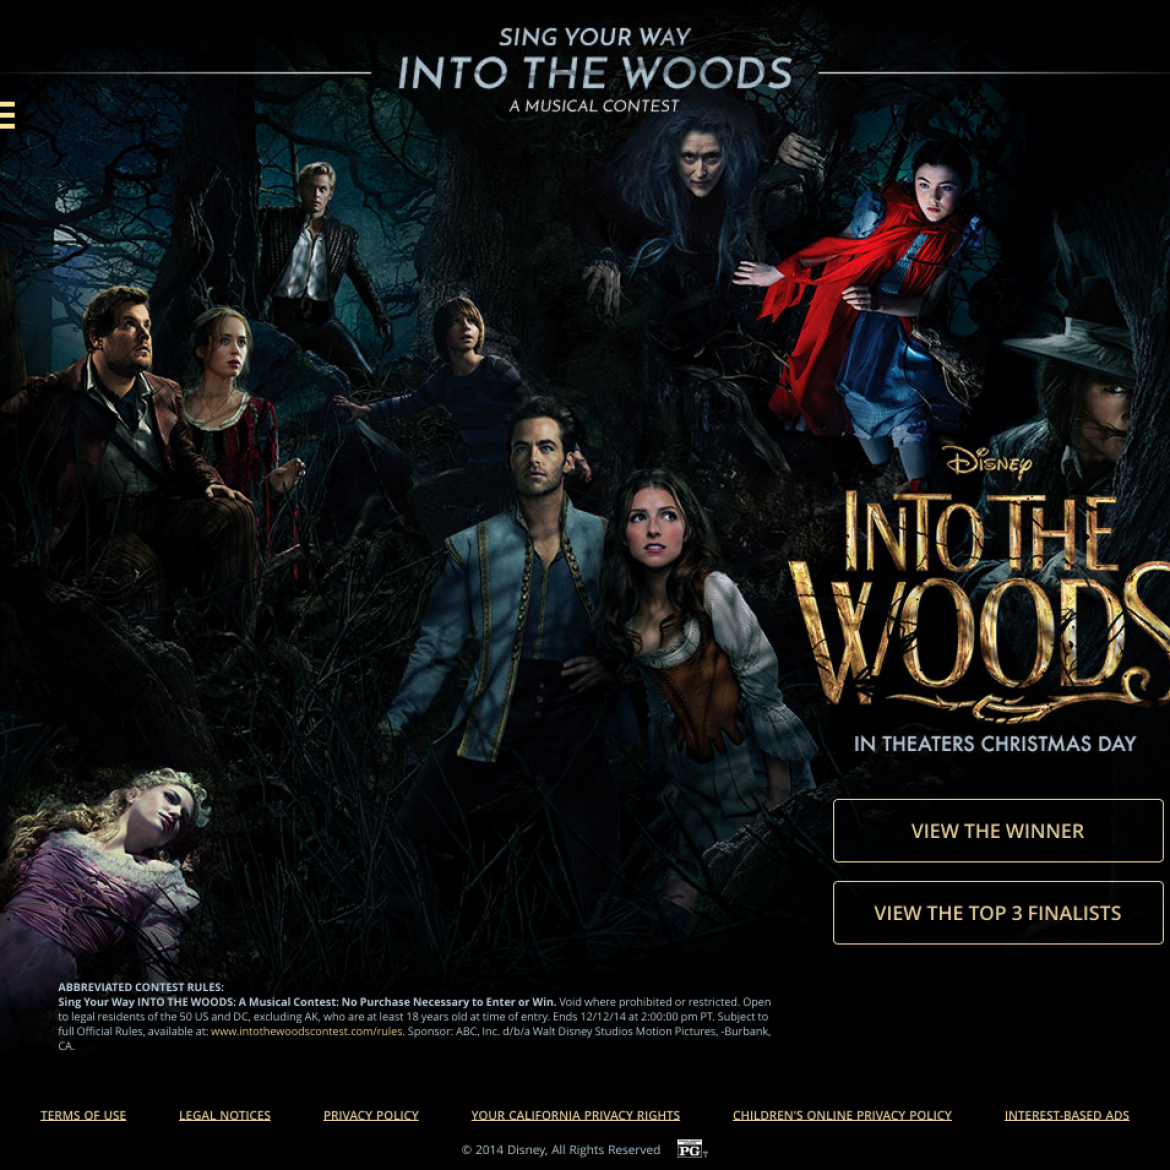 SING YOUR WAY
INTO THE WOODS
A MUSICAL CONTEST
DISNEY
INTO THE
WOODS
IN THEATERS CHRISTMAS DAY
VIEW THE WINNER
VIEW THE TOP 3 FINALISTS
ABBREVIATED CONTEST RULES:
Sing Your Way INTO THE WOODS: A Musical Contest: No Purchase Necessary to Enter or Win. Void where prohibited or restricted. Open
to legal residents of the 50 US and DC, excluding AK, who are at least 18 years old at time of entry. Ends 12/12/14 at 2:00:00 pm PT. Subject to
full Official Rules, available at: www.intothewoodscontest.com/rules. Sponsor: ABC, Inc. d/b/a Walt Disney Studios Motion Pictures, -Burbank,
CA.
TERMS OF USE LEGAL NOTICES PRIVACY POLICY YOUR CALIFORNIA PRIVACY RIGHTS CHILDREN'S ONLINE PRIVACY POLICY INTEREST-BASED ADS
© 2014 Disney, All Rights Reserved PG